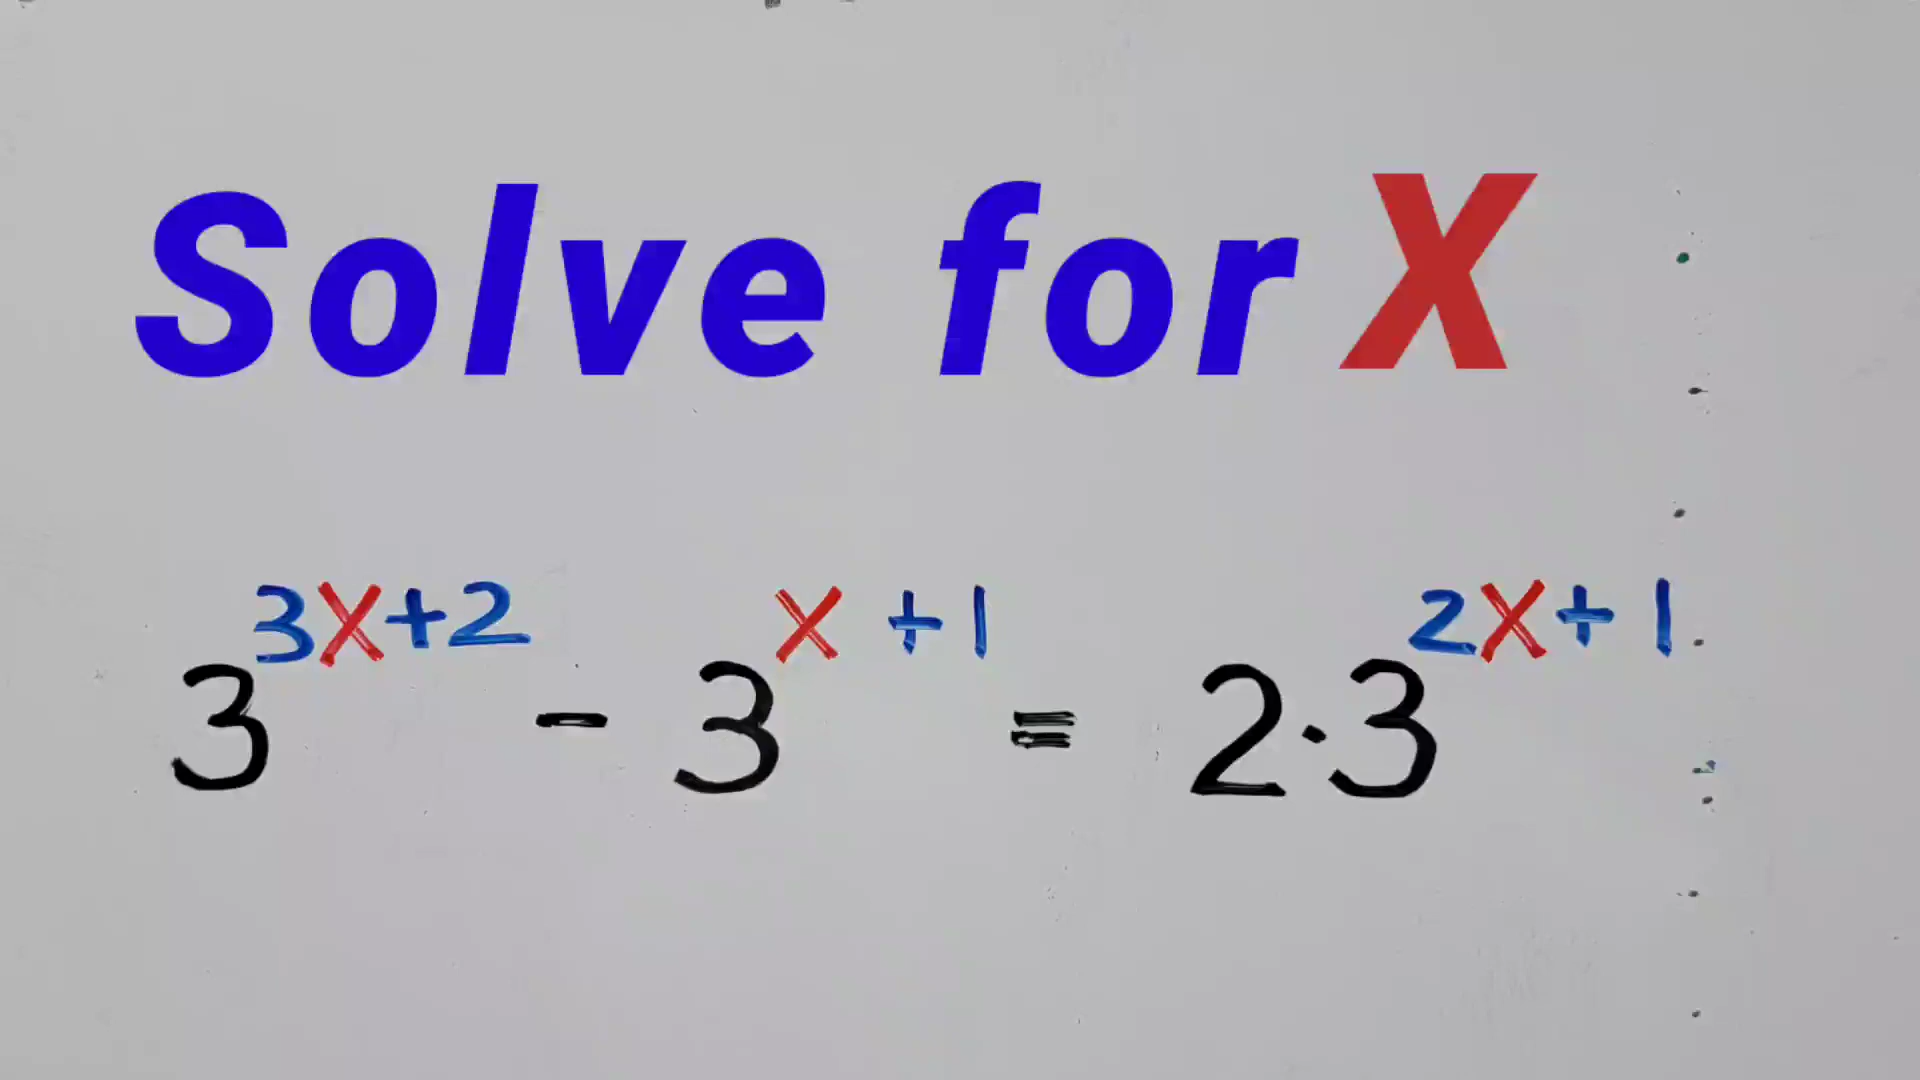 Solve for X
3^{3x+2} - 3^{x+1} = 2·3^{2x+1}